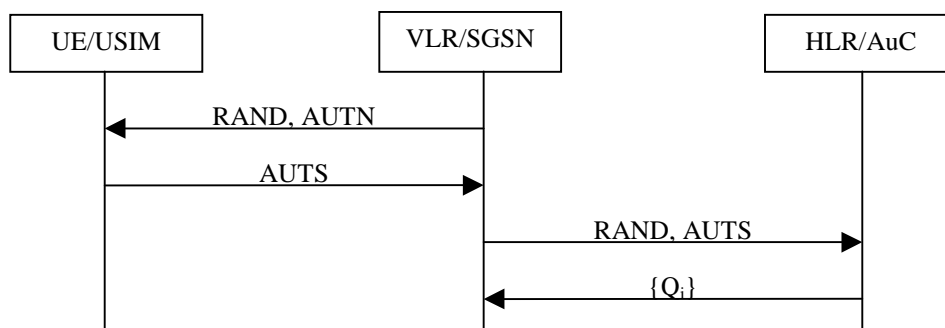 UE/USIM
VLR/SGSN
HLR/AuC
RAND, AUTN
AUTS
RAND, AUTS
{Qᵢ}